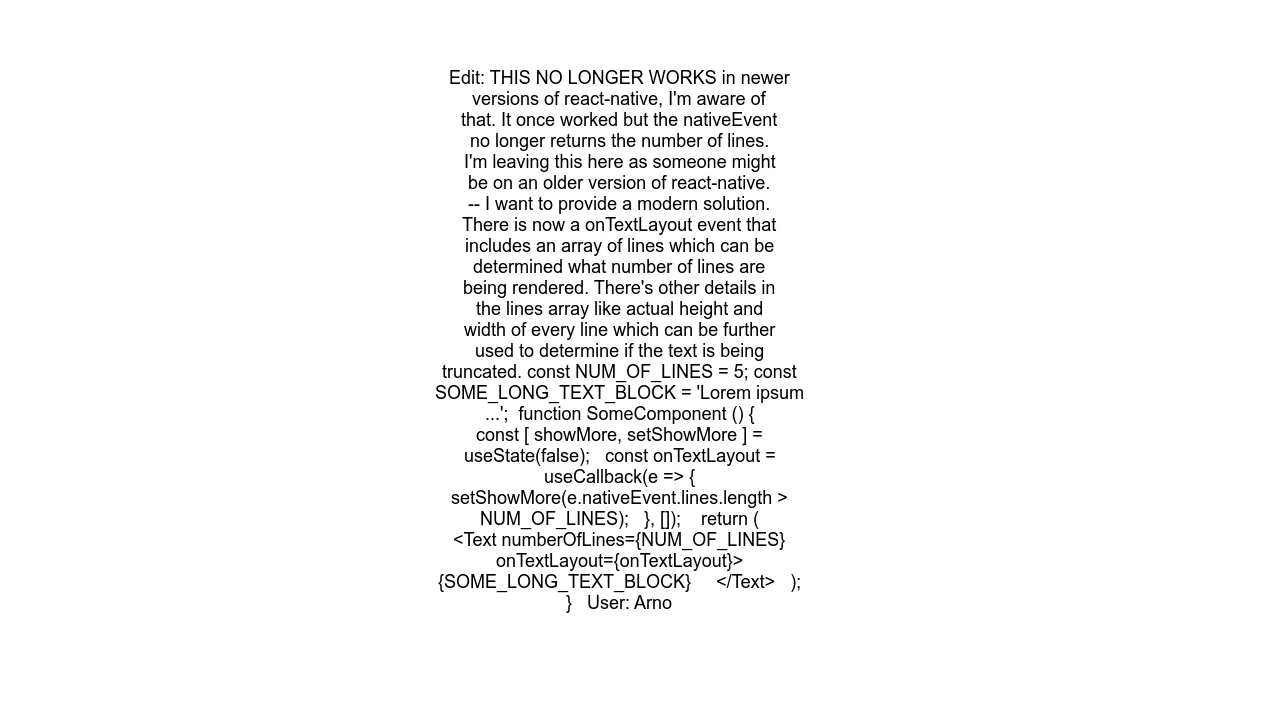 Edit: THIS NO LONGER WORKS in newer
versions of react-native, I'm aware of
that. It once worked but the nativeEvent
no longer returns the number of lines.
I'm leaving this here as someone might
be on an older version of react-native.
-- I want to provide a modern solution.
There is now a onTextLayout event that
includes an array of lines which can be
determined what number of lines are
being rendered. There's other details in
the lines array like actual height and
width of every line which can be further
used to determine if the text is being
truncated. const NUM_OF_LINES = 5; const
SOME_LONG_TEXT_BLOCK = 'Lorem ipsum
...';  function SomeComponent () {
const [ showMore, setShowMore ] =
useState(false);   const onTextLayout =
useCallback(e => {
setShowMore(e.nativeEvent.lines.length >
NUM_OF_LINES);   }, []);    return (
<Text numberOfLines={NUM_OF_LINES}
onTextLayout={onTextLayout}>
{SOME_LONG_TEXT_BLOCK}     </Text>   );
}   User: Arno